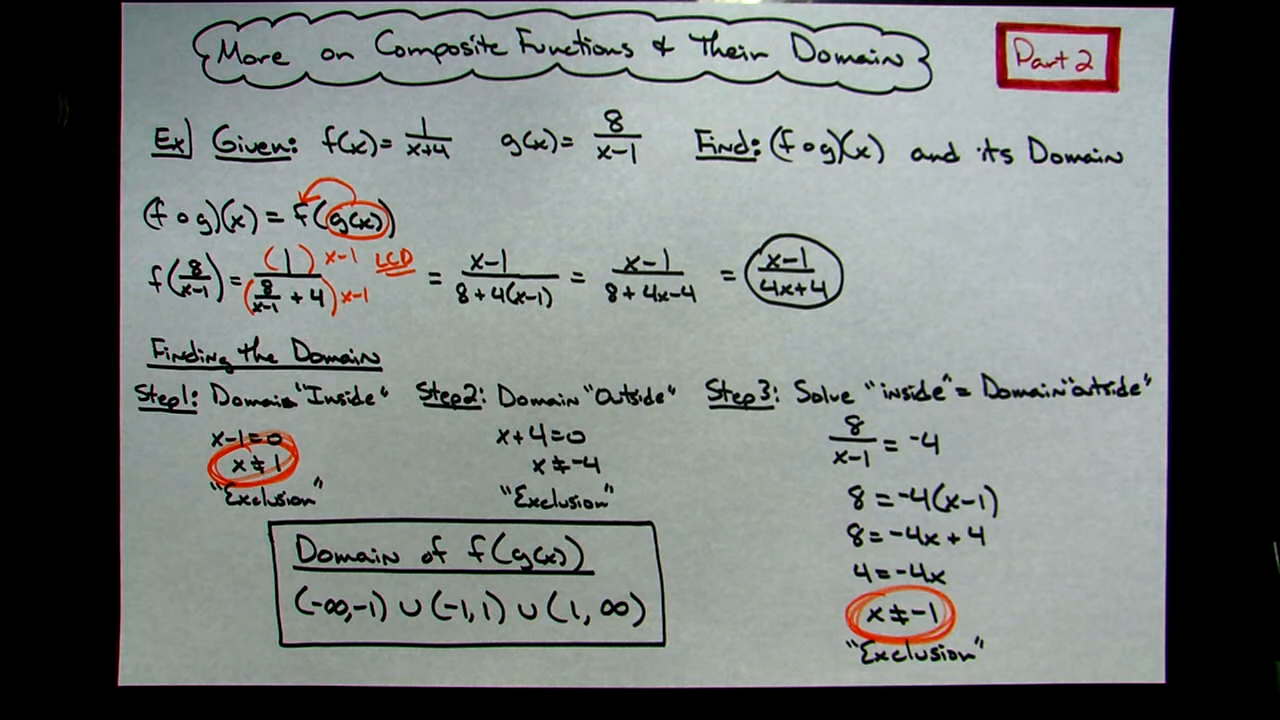 More on Composite Functions & Their Domain
Part 2
Ex] Given: f(x)= 1/(x+4) g(x)= 8/(x-1) Find: (f∘g)(x) and its Domain
(f∘g)(x) = f(g(x))
f(8/(x-1)) = (1) x-1 / (8/(x-1) + 4) x-1 LCD = (x-1)/(8+4(x-1)) = (x-1)/(8+4x-4) = (x-1)/(4x+4)
Finding the Domain
Step1: Domain "Inside"
x-1=0
x≠1
"Exclusion"
Step2: Domain "Outside"
x+4=0
x≠-4
"Exclusion"
Step3: Solve "inside" = Domain "outside"
8/(x-1) = -4
8=-4(x-1)
8=-4x+4
4=-4x
x≠-1
"Exclusion"
Domain of f(g(x))
(-∞,-1) ∪ (-1,1) ∪ (1,∞)